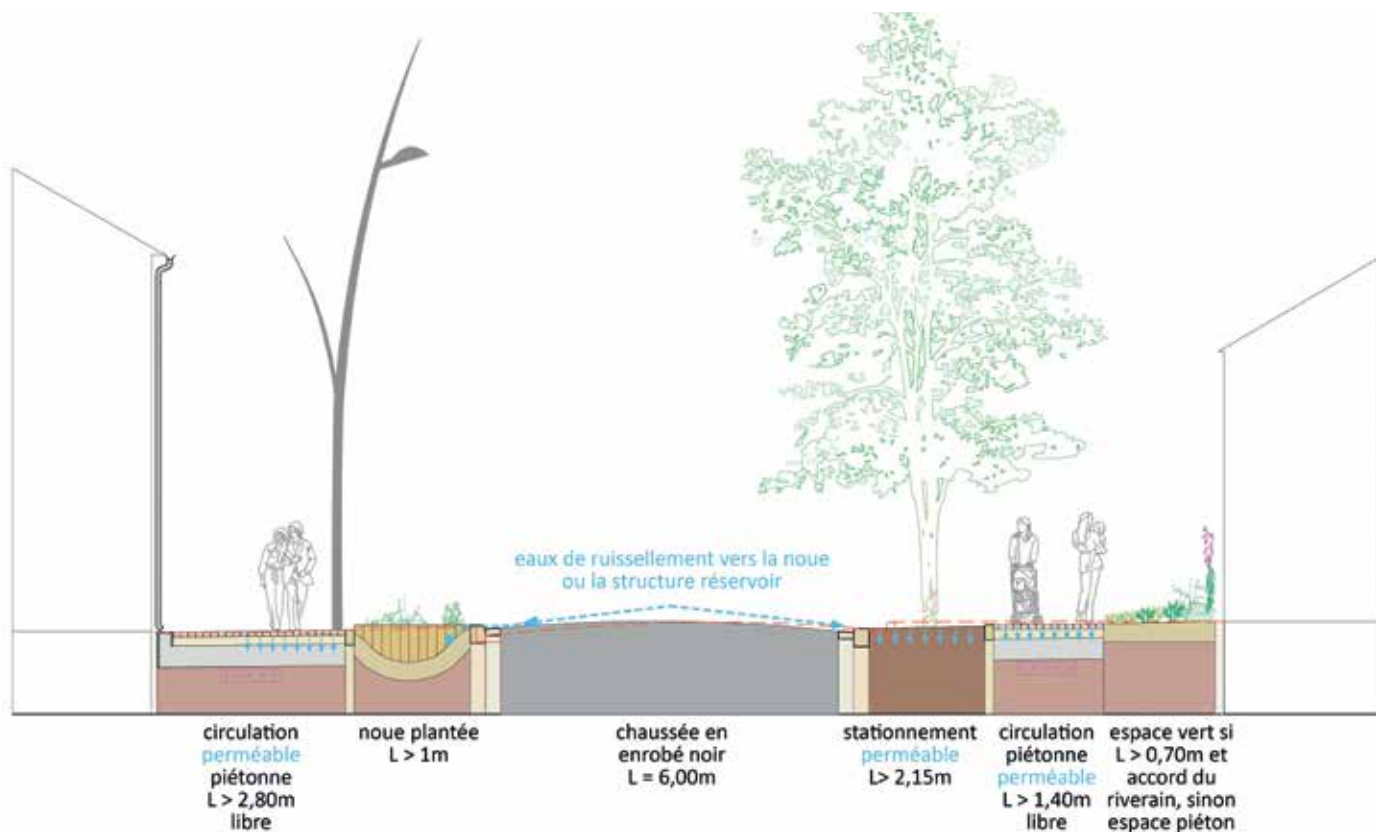 eaux de ruissellement vers la noue
ou la structure réservoir
circulation
perméable
piétonne
L > 2,80m
libre
noue plantée
L > 1m
chaussée en
enrobé noir
L = 6,00m
stationnement
perméable
L> 2,15m
circulation
piétonne
perméable
L > 1,40m
libre
espace vert si
L > 0,70m et
accord du
riverain, sinon
espace piéton